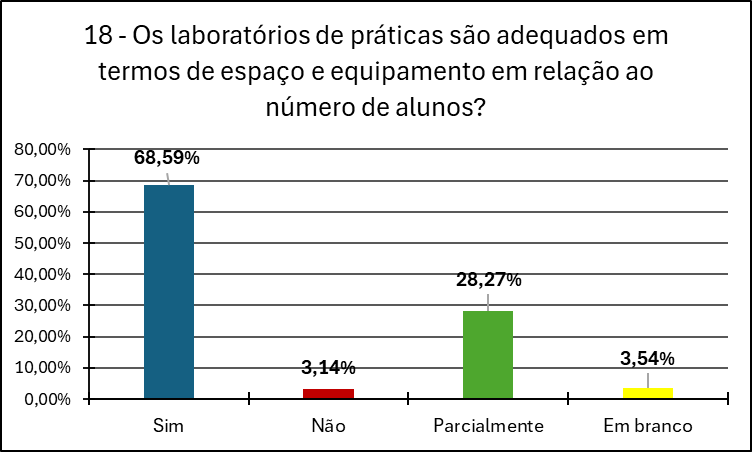 18 - Os laboratórios de práticas são adequados em
termos de espaço e equipamento em relação ao
número de alunos?
80,00%
70,00%
60,00%
50,00%
40,00%
30,00%
20,00%
10,00%
0,00%
68,59%
3,14%
28,27%
3,54%
Sim
Não
Parcialmente
Em branco